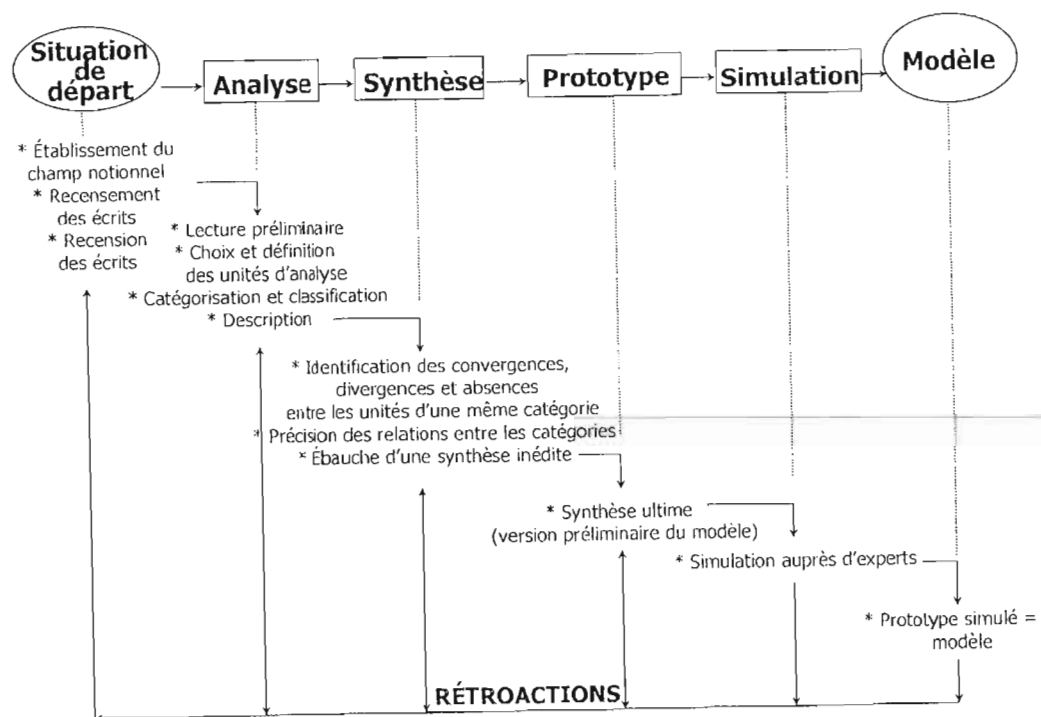 Situation
de
départ
Analyse
Synthèse
Prototype
Simulation
Modèle
* Établissement du
champ notionnel
* Recensement
des écrits
* Recension
des écrits
* Lecture préliminaire
* Choix et définition
des unités d'analyse
* Catégorisation et classification
* Description
* Identification des convergences,
divergences et absences
entre les unités d'une même catégorie
* Précision des relations entre les catégories
* Ébauche d'une synthèse inédite
* Synthèse ultime
(version préliminaire du modèle)
* Simulation auprès d'experts
* Prototype simulé =
modèle
RÉTROACTIONS